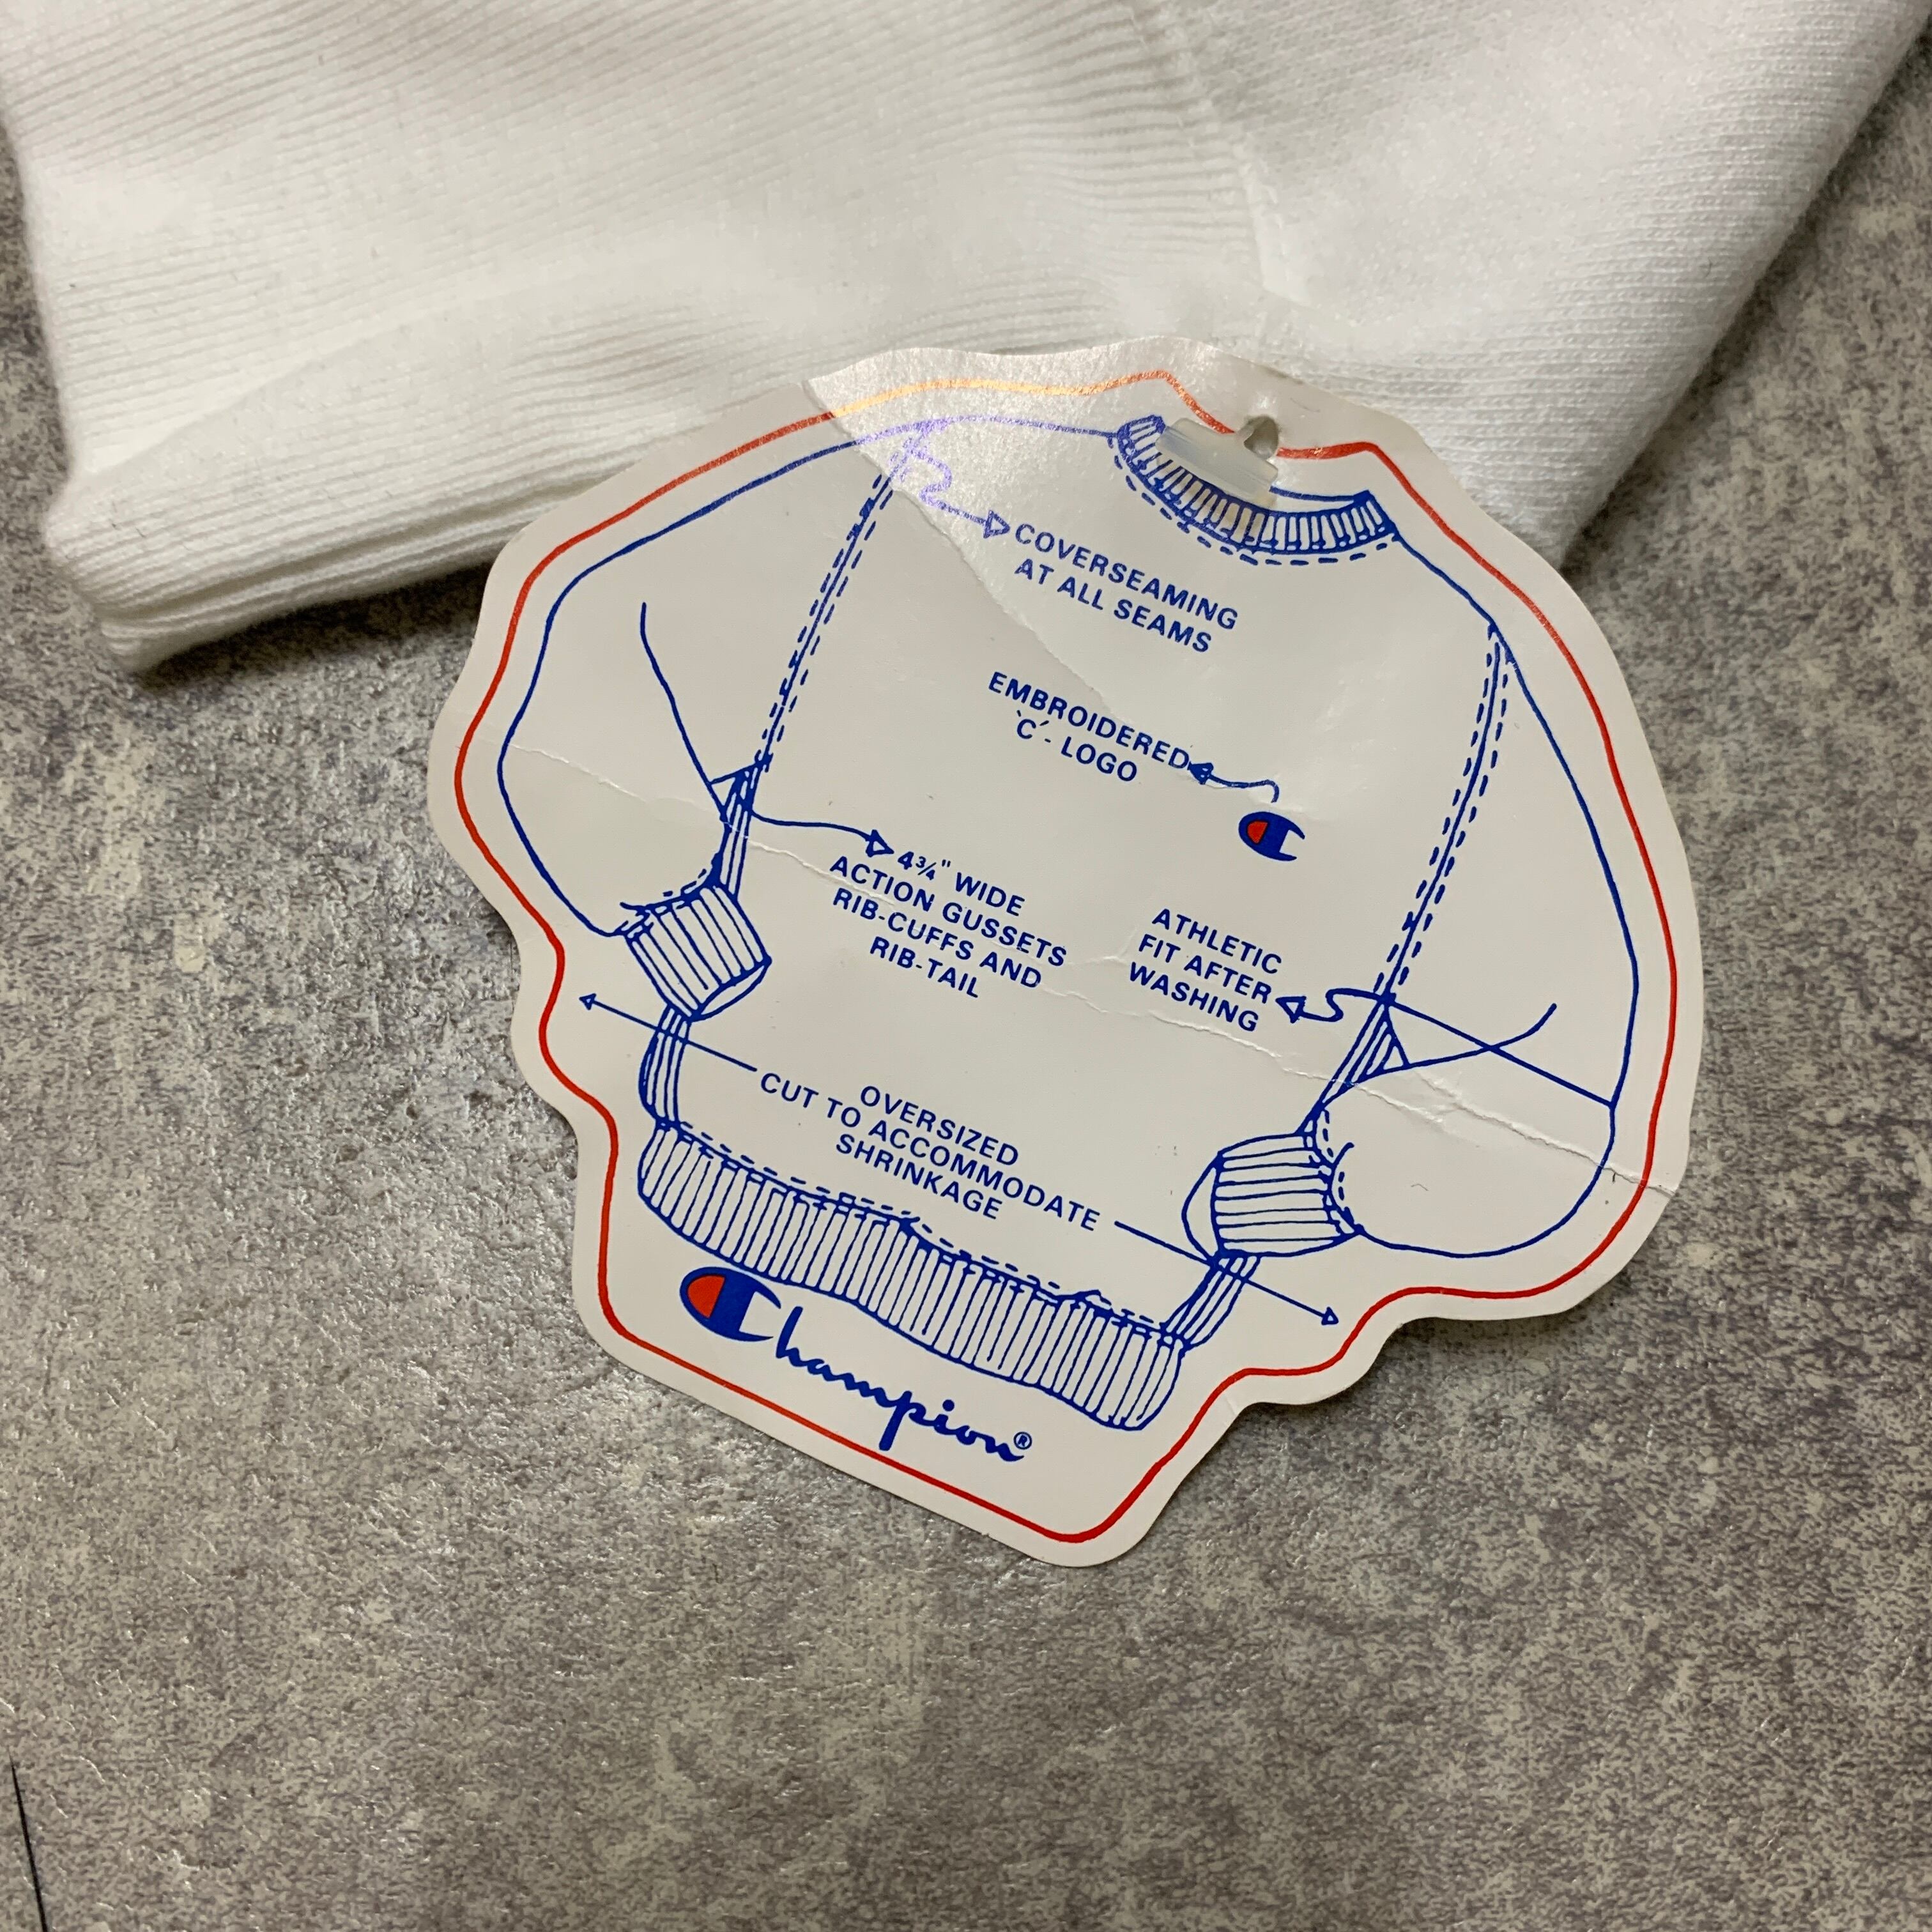 COVERSEAMING
AT ALL SEAMS
EMBROIDERED
'C' - LOGO
4¾" WIDE
ACTION GUSSETS
RIB-CUFFS AND
RIB-TAIL
ATHLETIC
FIT AFTER
WASHING
OVERSIZED
CUT TO ACCOMMODATE
SHRINKAGE
Champion®